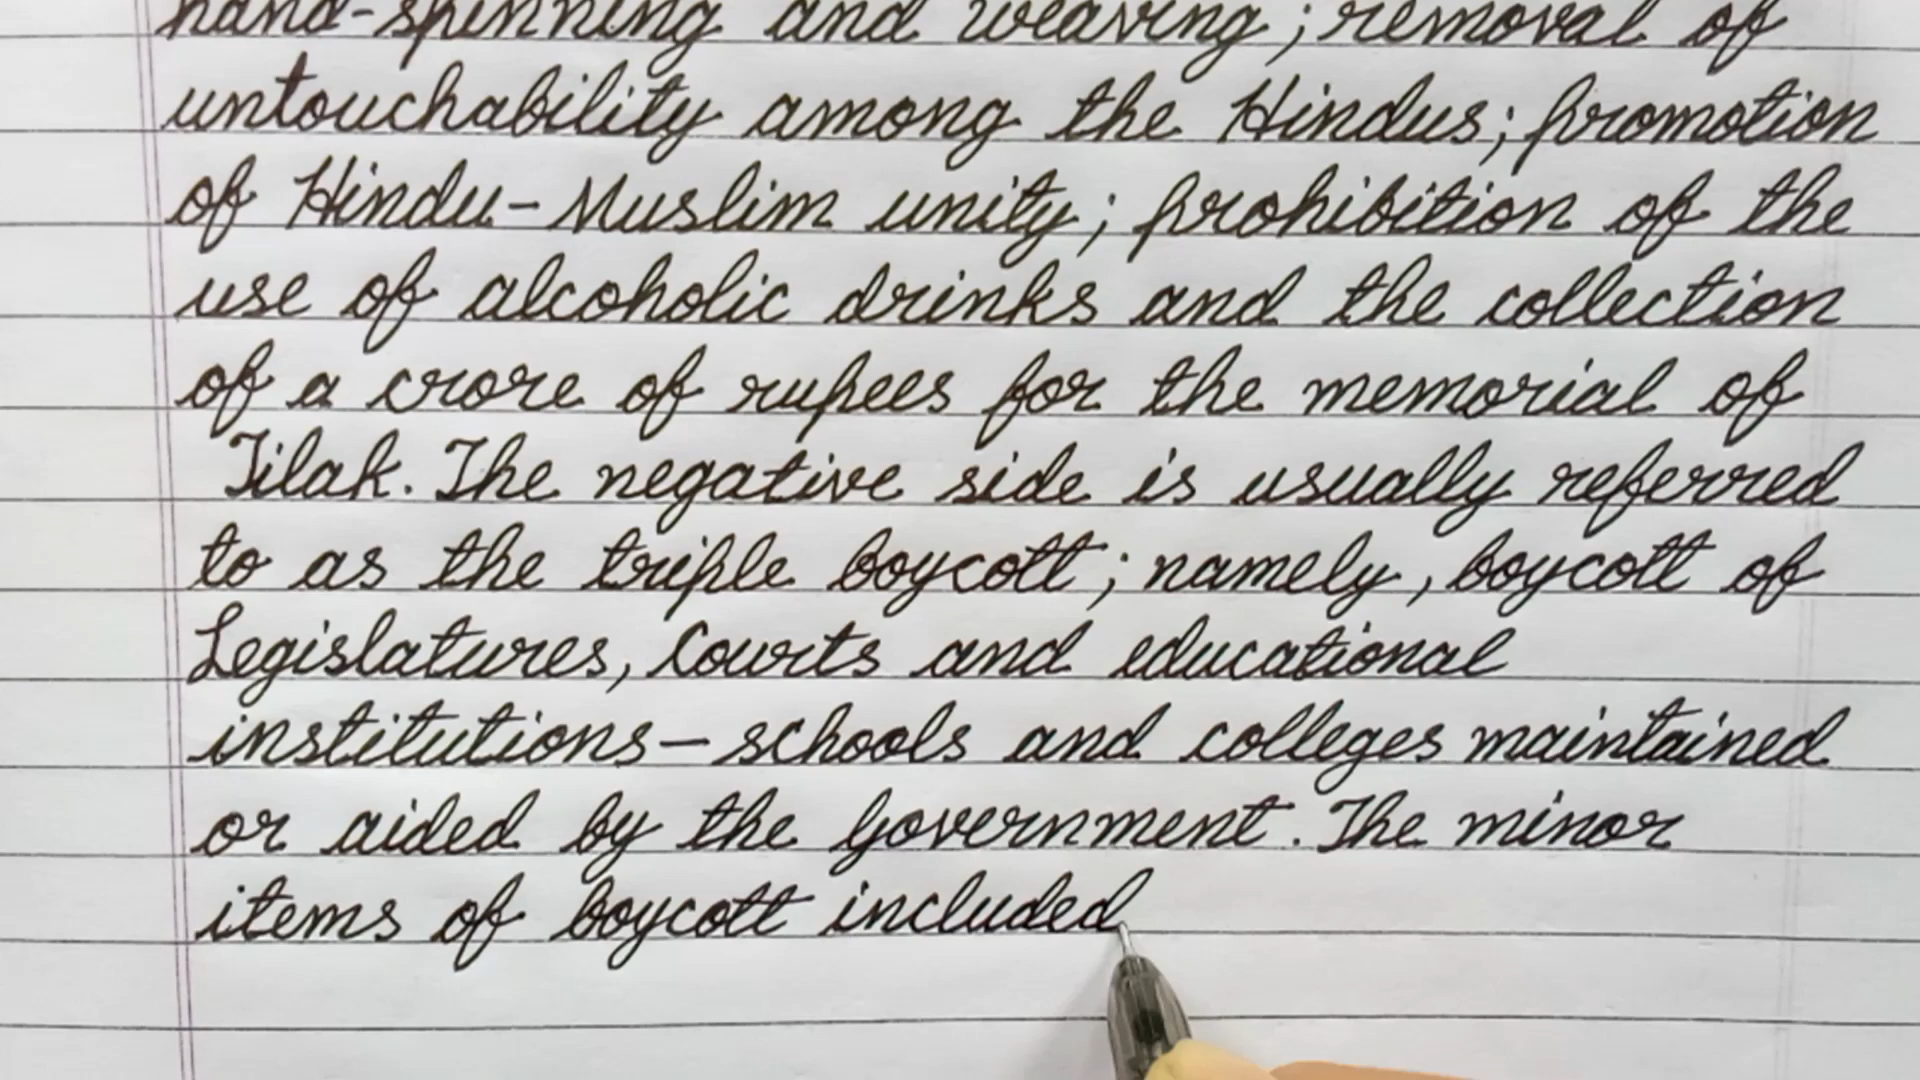 hand-spinning and weaving; removal of
untouchability among the Hindus; promotion
of Hindu-Muslim unity; prohibition of the
use of alcoholic drinks and the collection
of a crore of rupees for the memorial of
Tilak. The negative side is usually referred
to as the triple boycott; namely, boycott of
Legislatures, Courts and educational
institutions—schools and colleges maintained
or aided by the Government. The minor
items of boycott included